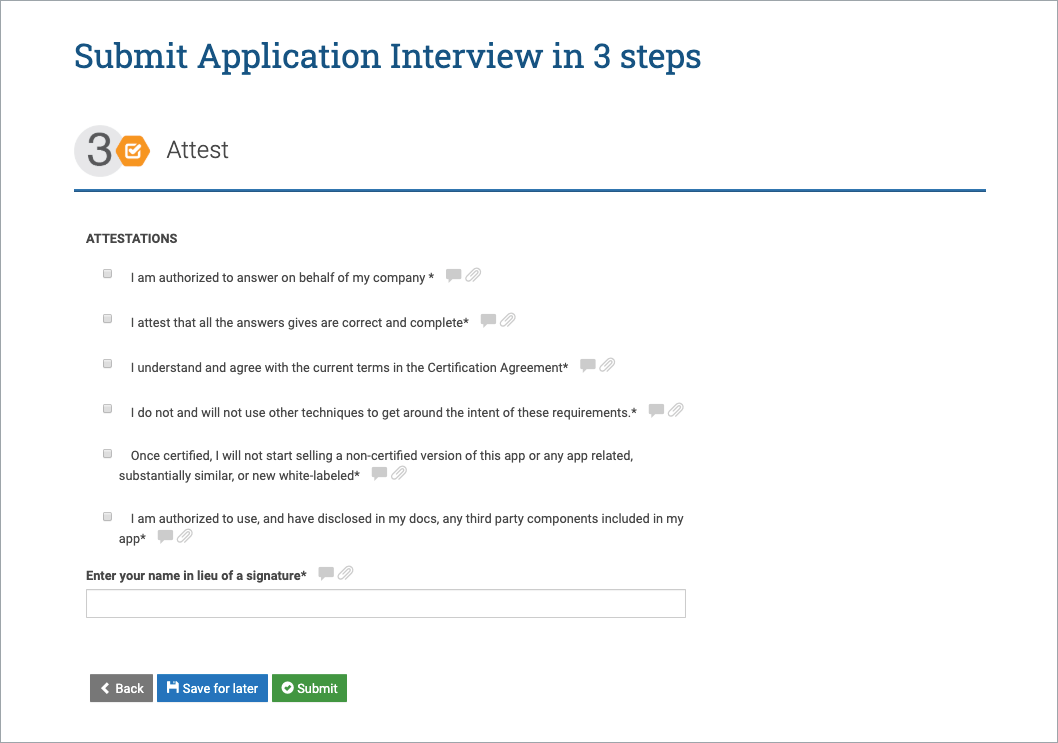 Submit Application Interview in 3 steps
3 Attest
ATTESTATIONS
I am authorized to answer on behalf of my company *
I attest that all the answers gives are correct and complete*
I understand and agree with the current terms in the Certification Agreement*
I do not and will not use other techniques to get around the intent of these requirements.*
Once certified, I will not start selling a non-certified version of this app or any app related,
substantially similar, or new white-labeled*
I am authorized to use, and have disclosed in my docs, any third party components included in my
app*
Enter your name in lieu of a signature*
Back Save for later Submit